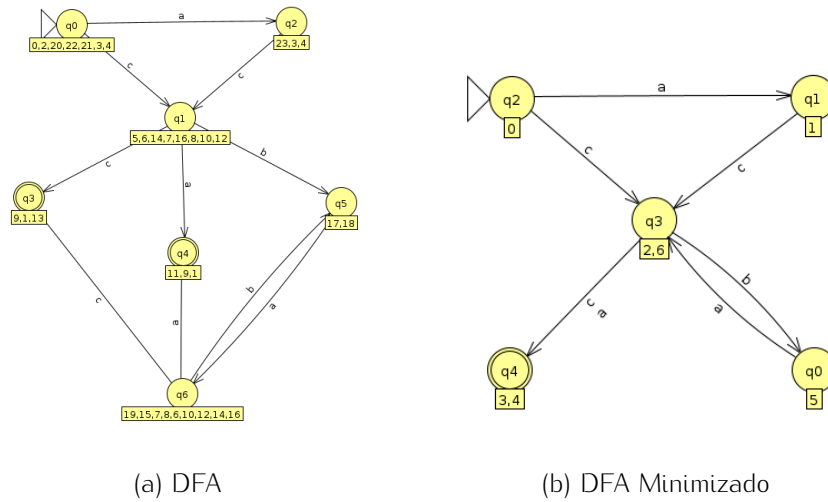 q0
a
q2
0,2,20,22,21,3,4
23,3,4
c
c
q1
5,6,14,7,16,8,10,12
c
a
b
q3
9,1,13
q5
17,18
q4
11,9,1
c
a
b
a
q6
19,15,7,8,6,10,12,14,16
(a) DFA
q2
0
a
q1
1
c
c
q3
2,6
c
a
b
a
q4
3,4
q0
5
(b) DFA Minimizado